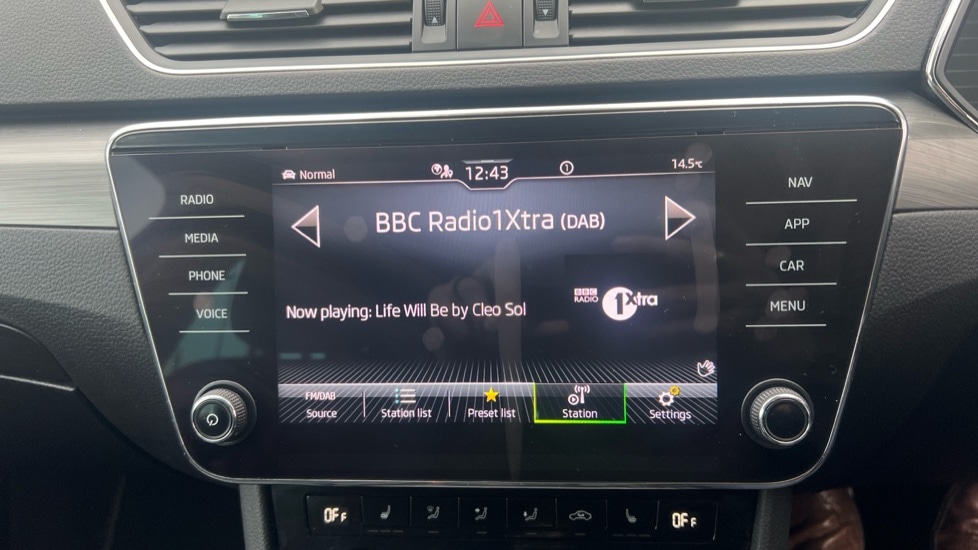 Normal
12:43
1
14.5°C
RADIO
MEDIA
PHONE
VOICE
NAV
APP
CAR
MENU
BBC Radio1Xtra (DAB)
BBC
RADIO
1Xtra
Now playing: Life Will Be by Cleo Sol
FM/DAB
Source
Station list
Preset list
Station
Settings
OFF
OFF